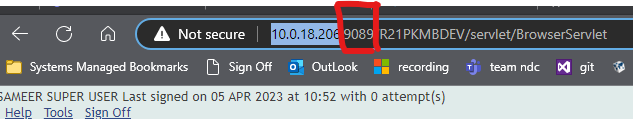 Not secure 10.0.18.206:9089/R21PKMBDEV/servlet/BrowserServlet
Systems Managed Bookmarks Sign Off OutLook recording team ndc git
SAMEER SUPER USER Last signed on 05 APR 2023 at 10:52 with 0 attempt(s)
Help Tools Sign Off